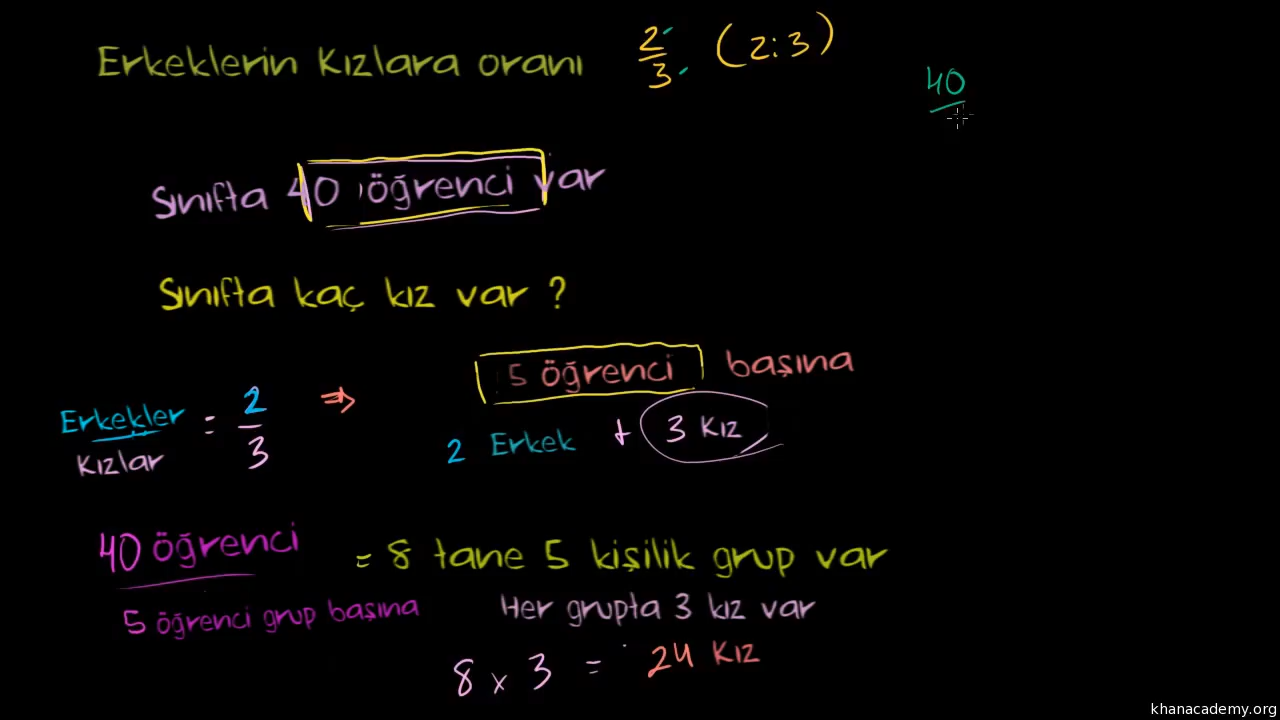 Erkeklerin Kızlara oranı 2/3 (2:3)
40
Sınıfta 40 öğrenci var
Sınıfta kaç kız var ?
5 öğrenci başına
Erkekler/Kızlar = 2/3 ⇒ 2 Erkek + 3 Kız
40 öğrenci/5 öğrenci grup başına = 8 tane 5 kişilik grup var
Her grupta 3 kız var
8 x 3 = 24 Kız
khanacademy.org